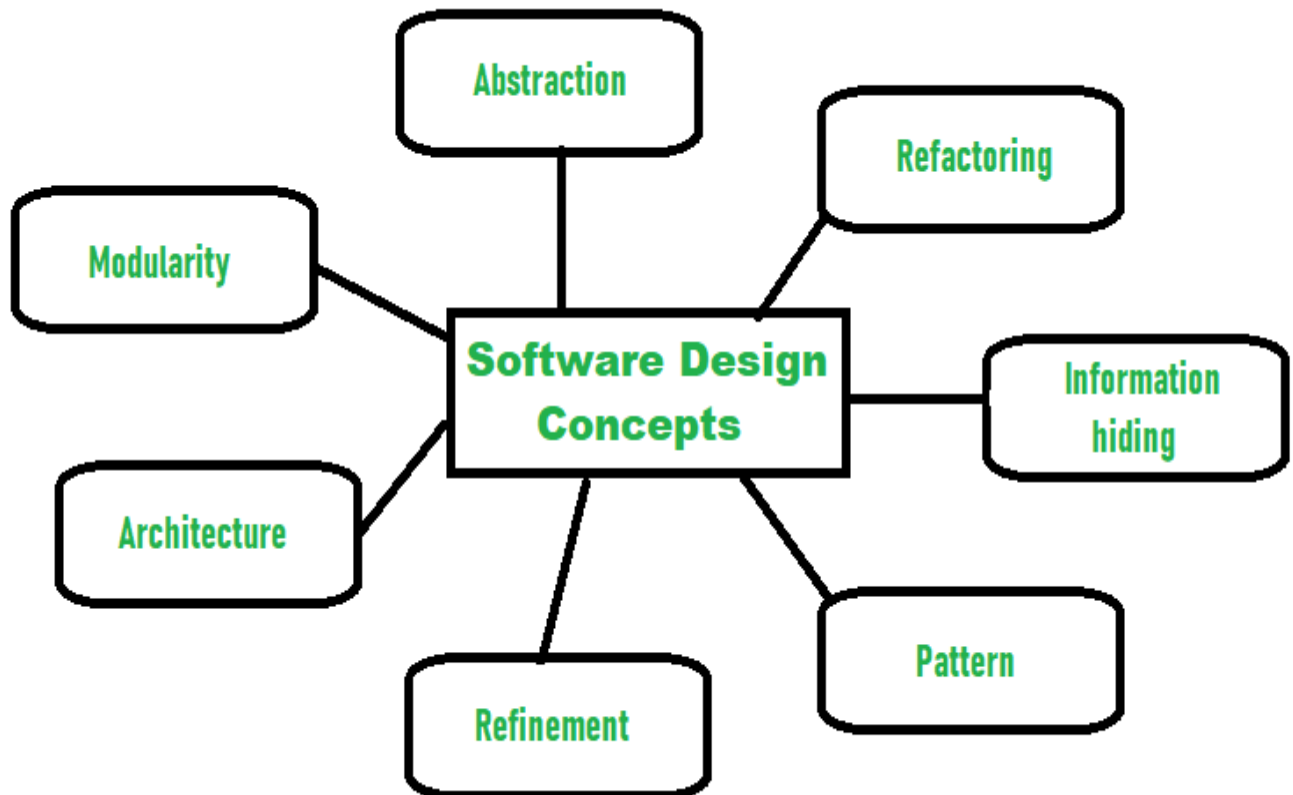 Abstraction
Refactoring
Modularity
Software Design
Concepts
Information
hiding
Architecture
Pattern
Refinement